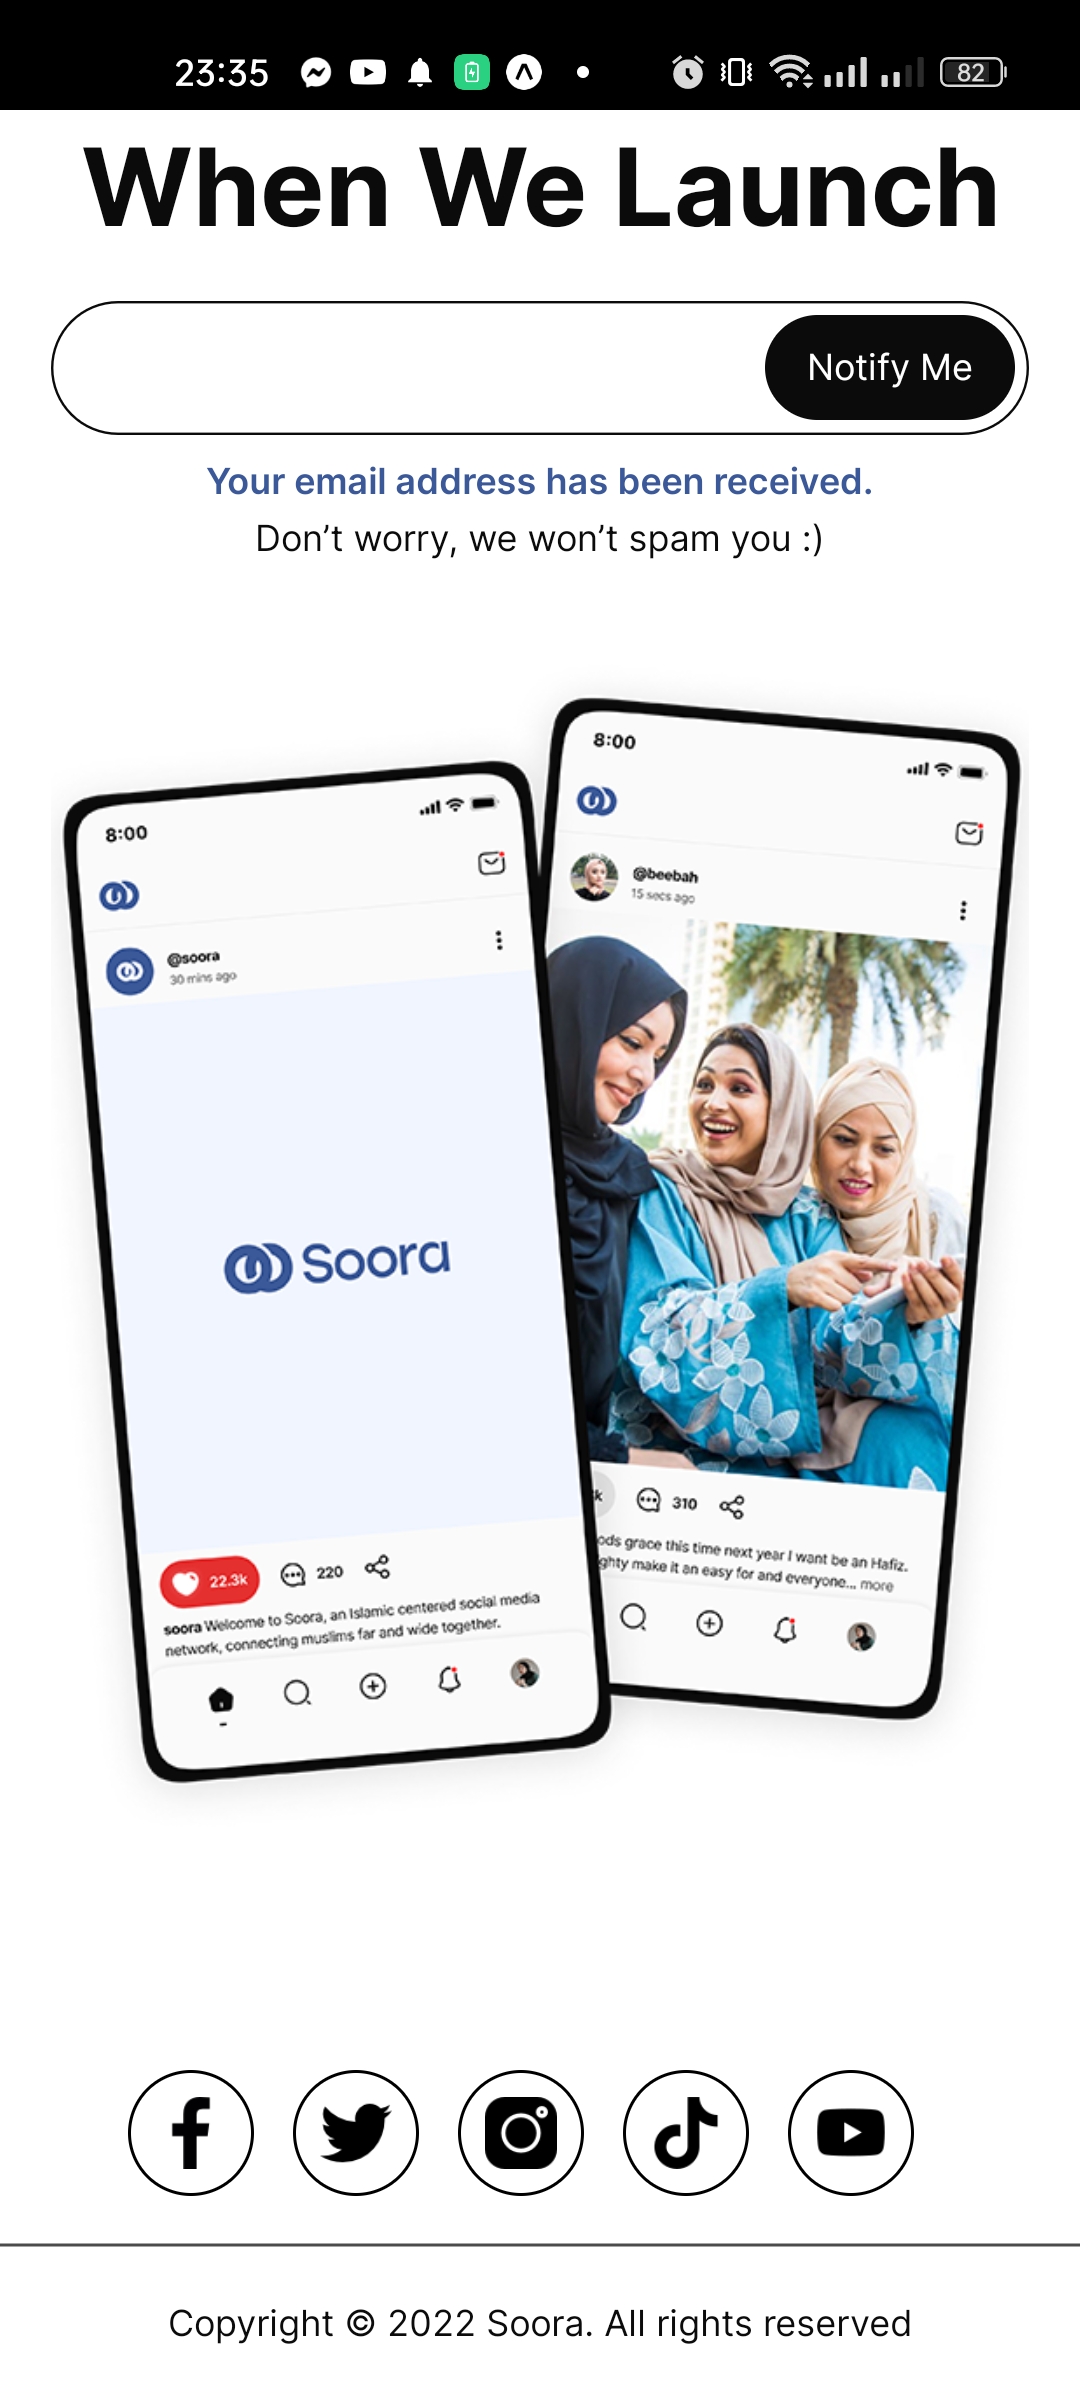 23:35
82
When We Launch
Notify Me
Your email address has been received.
Don’t worry, we won’t spam you :)
8:00
@soora
30 mins ago
Soora
22.3k
220
soora Welcome to Soora, an Islamic centered social media
network, connecting muslims far and wide together.
8:00
@beebah
15 secs ago
k
310
ods grace this time next year I want be an Hafiz.
ghty make it an easy for and everyone... more
Copyright © 2022 Soora. All rights reserved